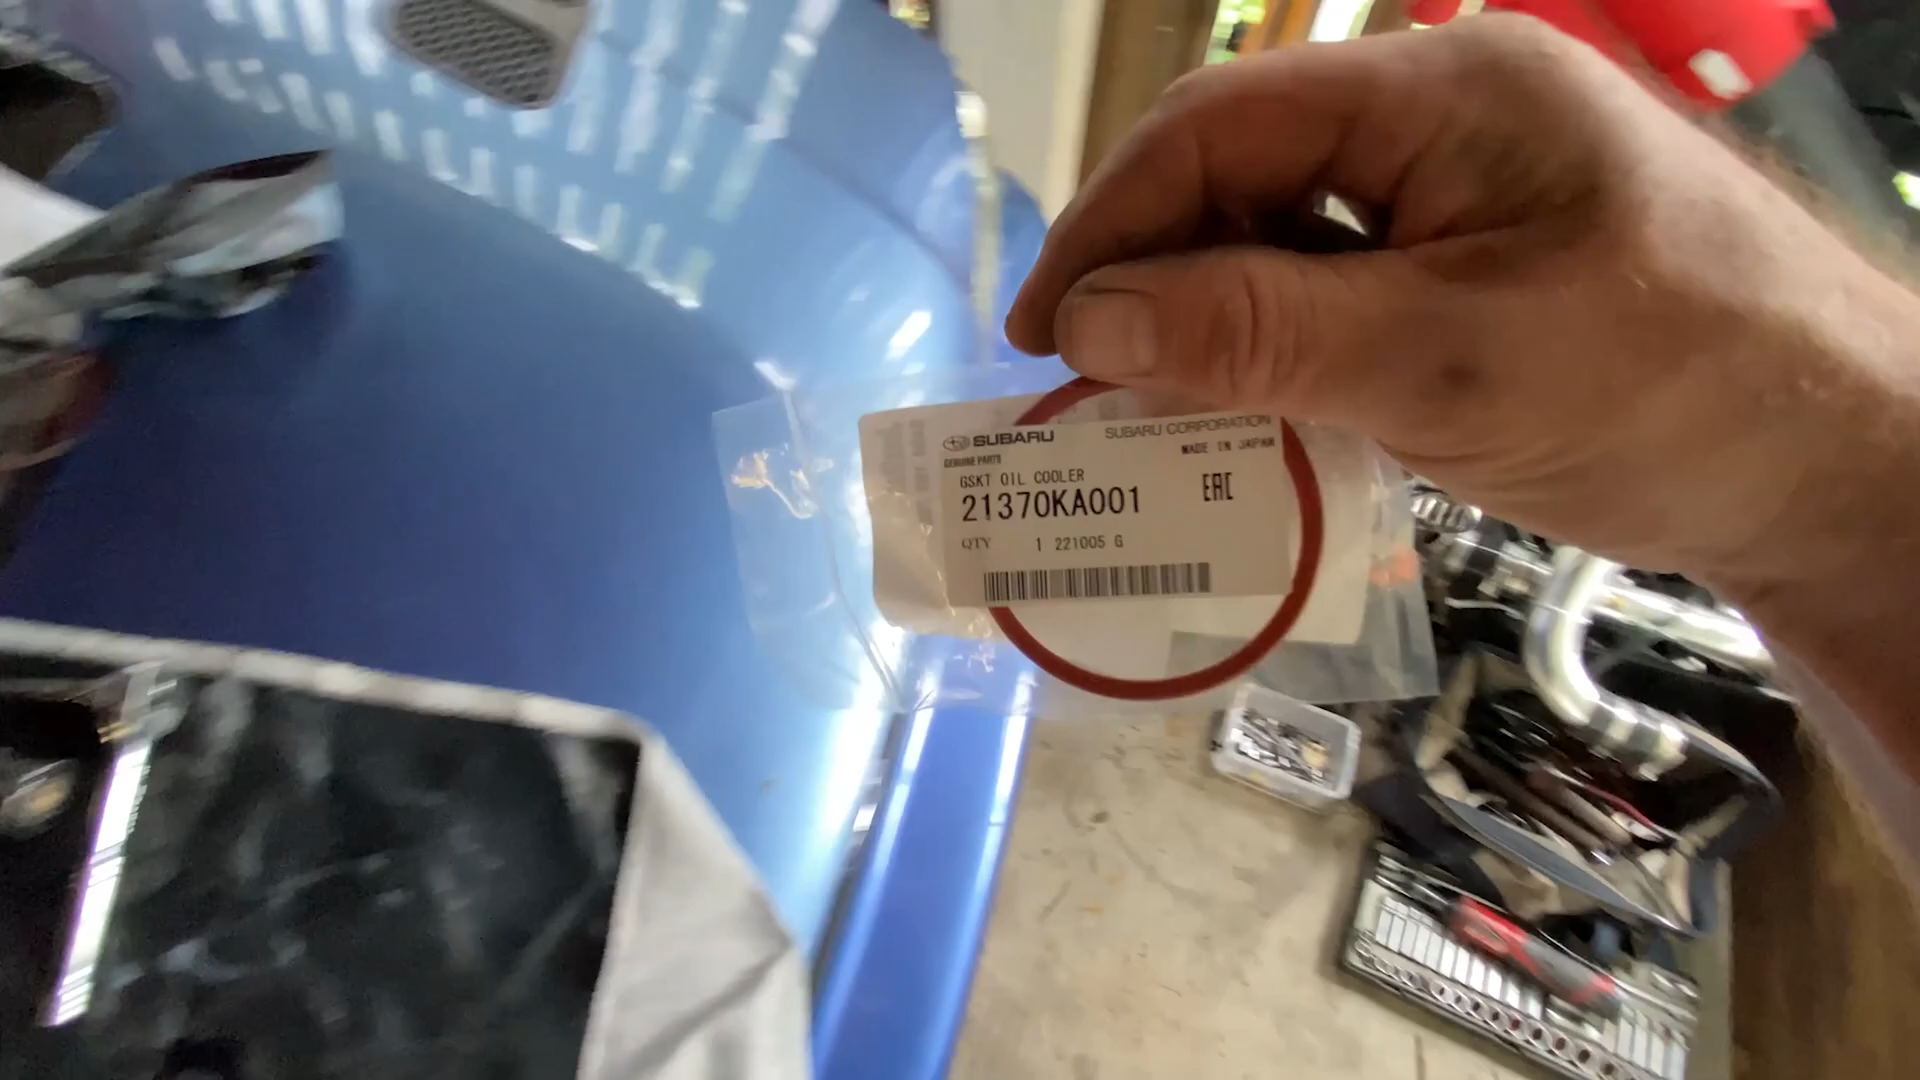 SUBARU SUBARU CORPORATION
GENUINE PARTS MADE IN JAPAN
GSKT OIL COOLER
21370KA001 EAC
QTY 1 221005 G